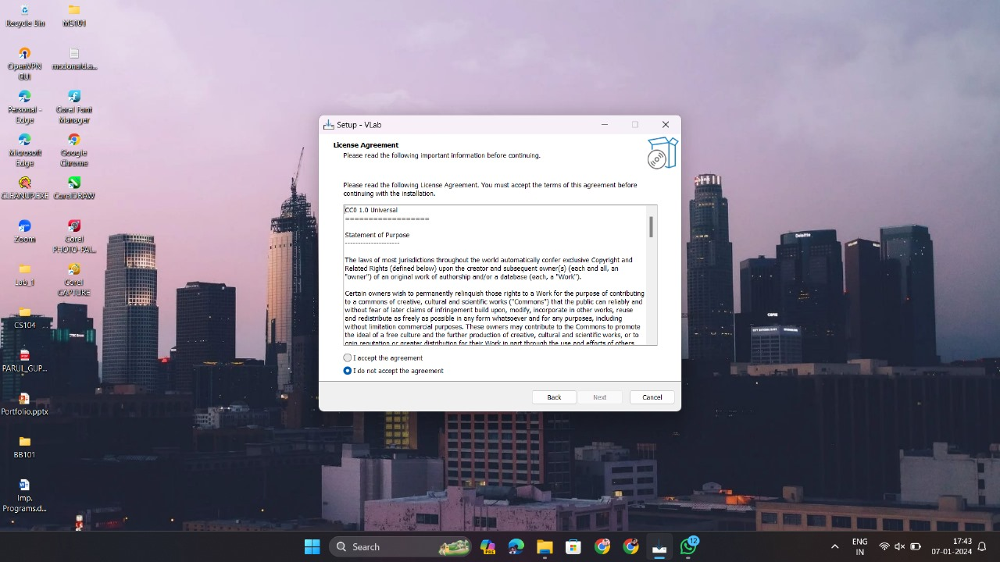 Recycle Bin
MS101
OpenVPN
GUI
mcdonald.a...
Personal -
Edge
Corel Font
Manager
Microsoft
Edge
Google
Chrome
CLEANUP.EXE
CorelDRAW
Zoom
Corel
PHOTO-PAI...
Lab_1
Corel
CAPTURE
CS104
PARUL_GUP...
Portfolio.pptx
BB101
Imp.
Programs.d...
Setup - VLab
License Agreement
Please read the following important information before continuing.
Please read the following License Agreement. You must accept the terms of this agreement before
continuing with the installation.
CC0 1.0 Universal
==================
Statement of Purpose
---------------------
The laws of most jurisdictions throughout the world automatically confer exclusive Copyright and
Related Rights (defined below) upon the creator and subsequent owner(s) (each and all, an
"owner") of an original work of authorship and/or a database (each, a "Work").
Certain owners wish to permanently relinquish those rights to a Work for the purpose of contributing
to a commons of creative, cultural and scientific works ("Commons") that the public can reliably and
without fear of later claims of infringement build upon, modify, incorporate in other works, reuse
and redistribute as freely as possible in any form whatsoever and for any purposes, including
without limitation commercial purposes. These owners may contribute to the Commons to promote
the ideal of a free culture and the further production of creative, cultural and scientific works, or to
gain reputation or greater distribution for their Work in part through the use and efforts of others
I accept the agreement
I do not accept the agreement
Back
Next
Cancel
Deloitte
Search
PRE
12
ENG
IN
17:43
07-01-2024